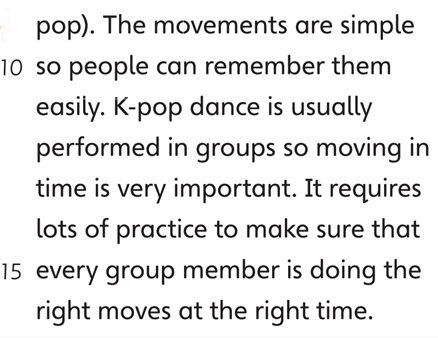 pop). The movements are simple
10 so people can remember them
easily. K-pop dance is usually
performed in groups so moving in
time is very important. It requires
lots of practice to make sure that
15 every group member is doing the
right moves at the right time.